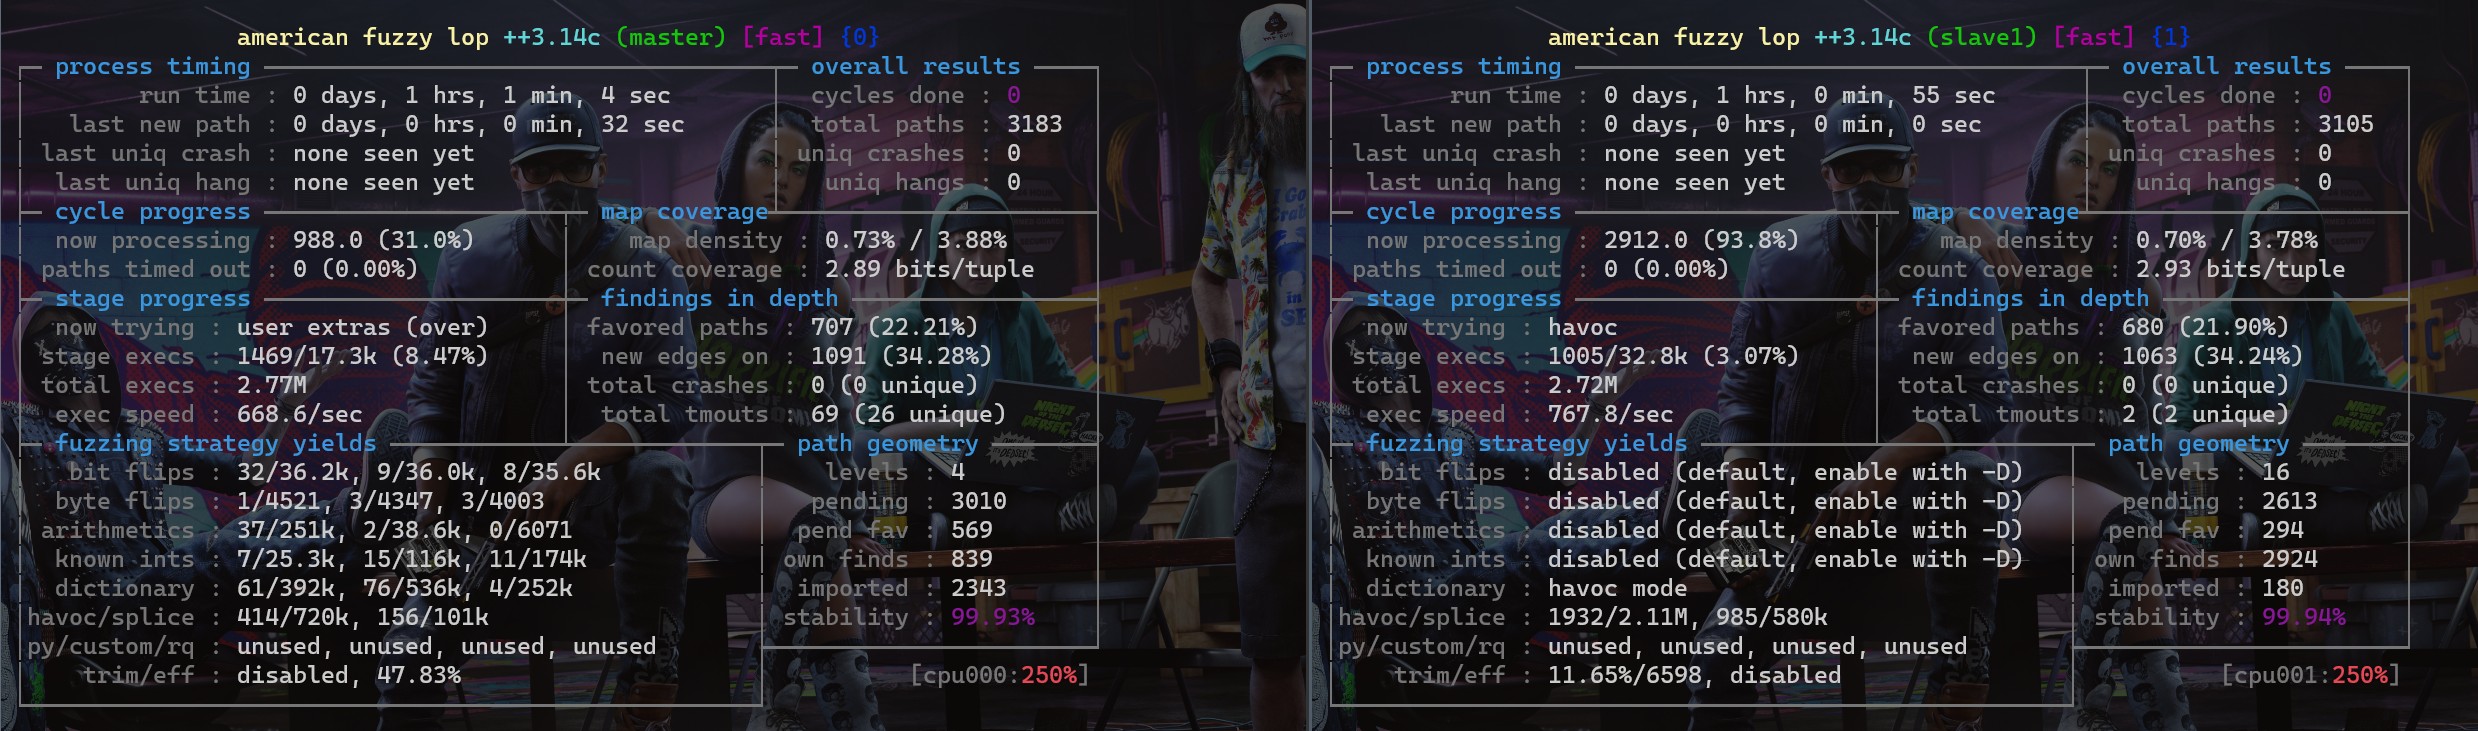 american fuzzy lop ++3.14c (master) [fast] {0}
process timing
overall results
run time : 0 days, 1 hrs, 1 min, 4 sec
cycles done : 0
last new path : 0 days, 0 hrs, 0 min, 32 sec
total paths : 3183
last uniq crash : none seen yet
uniq crashes : 0
last uniq hang : none seen yet
uniq hangs : 0
cycle progress
map coverage
now processing : 988.0 (31.0%)
map density : 0.73% / 3.88%
paths timed out : 0 (0.00%)
count coverage : 2.89 bits/tuple
stage progress
findings in depth
now trying : user extras (over)
favored paths : 707 (22.21%)
stage execs : 1469/17.3k (8.47%)
new edges on : 1091 (34.28%)
total execs : 2.77M
total crashes : 0 (0 unique)
exec speed : 668.6/sec
total tmouts : 69 (26 unique)
fuzzing strategy yields
path geometry
bit flips : 32/36.2k, 9/36.0k, 8/35.6k
levels : 4
byte flips : 1/4521, 3/4347, 3/4003
pending : 3010
arithmetics : 37/251k, 2/38.6k, 0/6071
pend fav : 569
known ints : 7/25.3k, 15/116k, 11/174k
own finds : 839
dictionary : 61/392k, 76/536k, 4/252k
imported : 2343
havoc/splice : 414/720k, 156/101k
stability : 99.93%
py/custom/rq : unused, unused, unused, unused
trim/eff : disabled, 47.83%
[cpu000:250%]
american fuzzy lop ++3.14c (slave1) [fast] {1}
process timing
overall results
run time : 0 days, 1 hrs, 0 min, 55 sec
cycles done : 0
last new path : 0 days, 0 hrs, 0 min, 0 sec
total paths : 3105
last uniq crash : none seen yet
uniq crashes : 0
last uniq hang : none seen yet
uniq hangs : 0
cycle progress
map coverage
now processing : 2912.0 (93.8%)
map density : 0.70% / 3.78%
paths timed out : 0 (0.00%)
count coverage : 2.93 bits/tuple
stage progress
findings in depth
now trying : havoc
favored paths : 680 (21.90%)
stage execs : 1005/32.8k (3.07%)
new edges on : 1063 (34.24%)
total execs : 2.72M
total crashes : 0 (0 unique)
exec speed : 767.8/sec
total tmouts : 2 (2 unique)
fuzzing strategy yields
path geometry
bit flips : disabled (default, enable with -D)
levels : 16
byte flips : disabled (default, enable with -D)
pending : 2613
arithmetics : disabled (default, enable with -D)
pend fav : 294
known ints : disabled (default, enable with -D)
own finds : 2924
dictionary : havoc mode
imported : 180
havoc/splice : 1932/2.11M, 985/580k
stability : 99.94%
py/custom/rq : unused, unused, unused, unused
trim/eff : 11.65%/6598, disabled
[cpu001:250%]